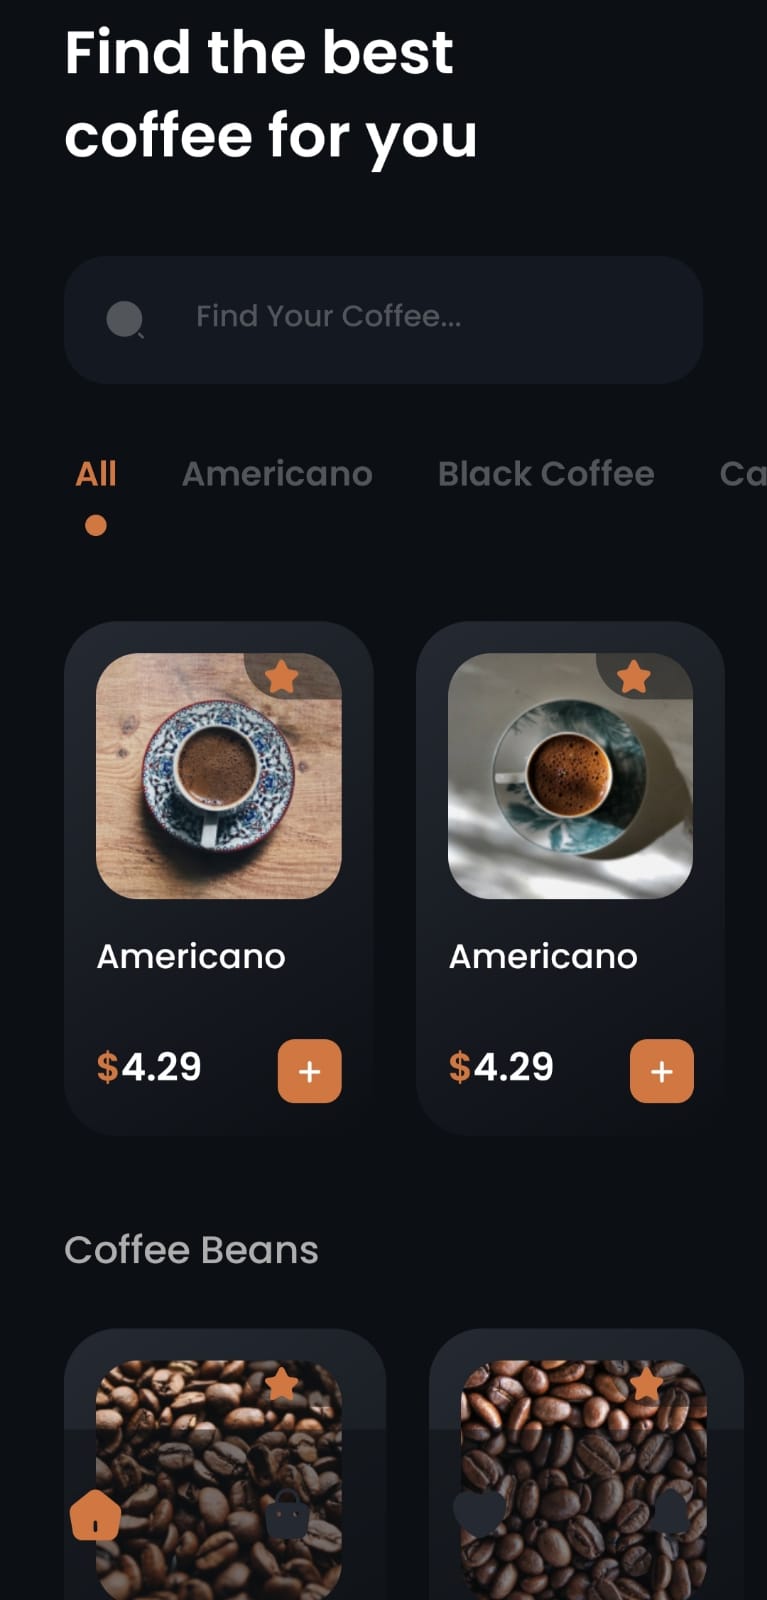 Find the best
coffee for you
Find Your Coffee...
All Americano Black Coffee Ca
Americano Americano
$4.29 + $4.29 +
Coffee Beans